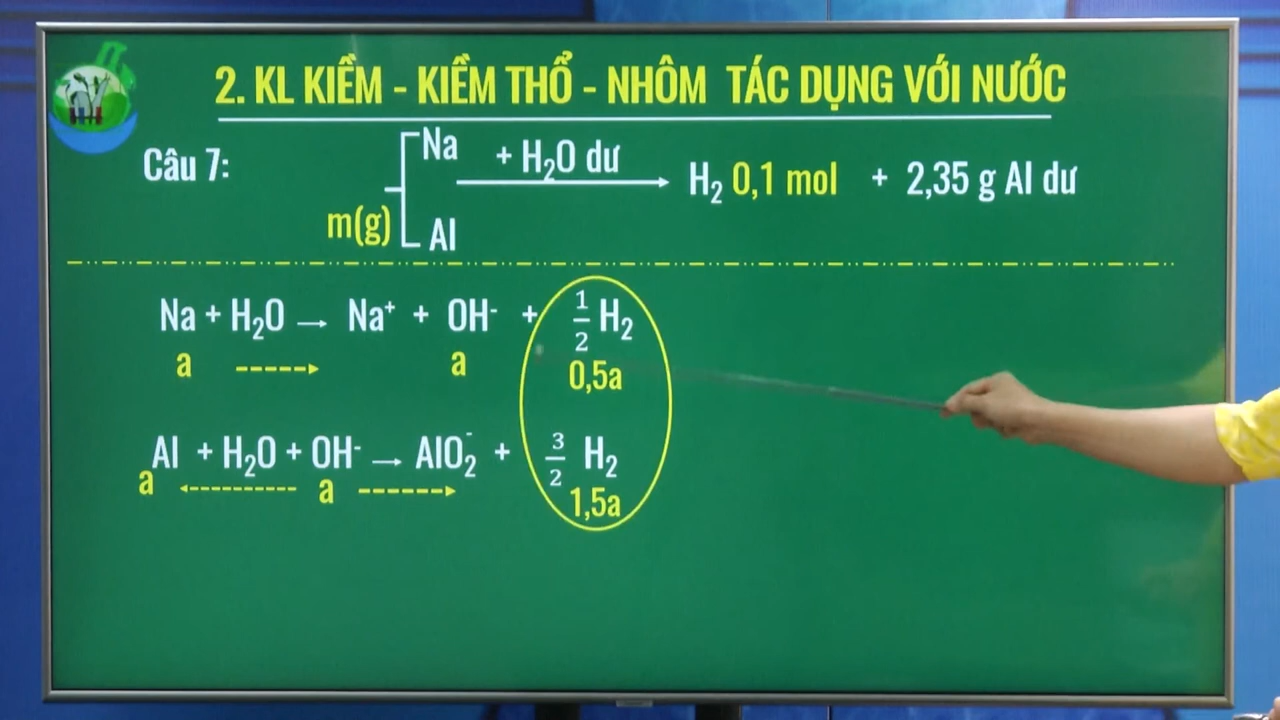 2. KL KIỀM - KIỀM THỔ - NHÔM TÁC DỤNG VỚI NƯỚC
Câu 7:
m(g)
Na
Al
+ H₂O dư
H₂ 0,1 mol + 2,35 g Al dư
Na + H₂O → Na⁺ + OH⁻ + 1/2 H₂
a a 0,5a
Al + H₂O + OH⁻ → AlO₂⁻ + 3/2 H₂
a a 1,5a